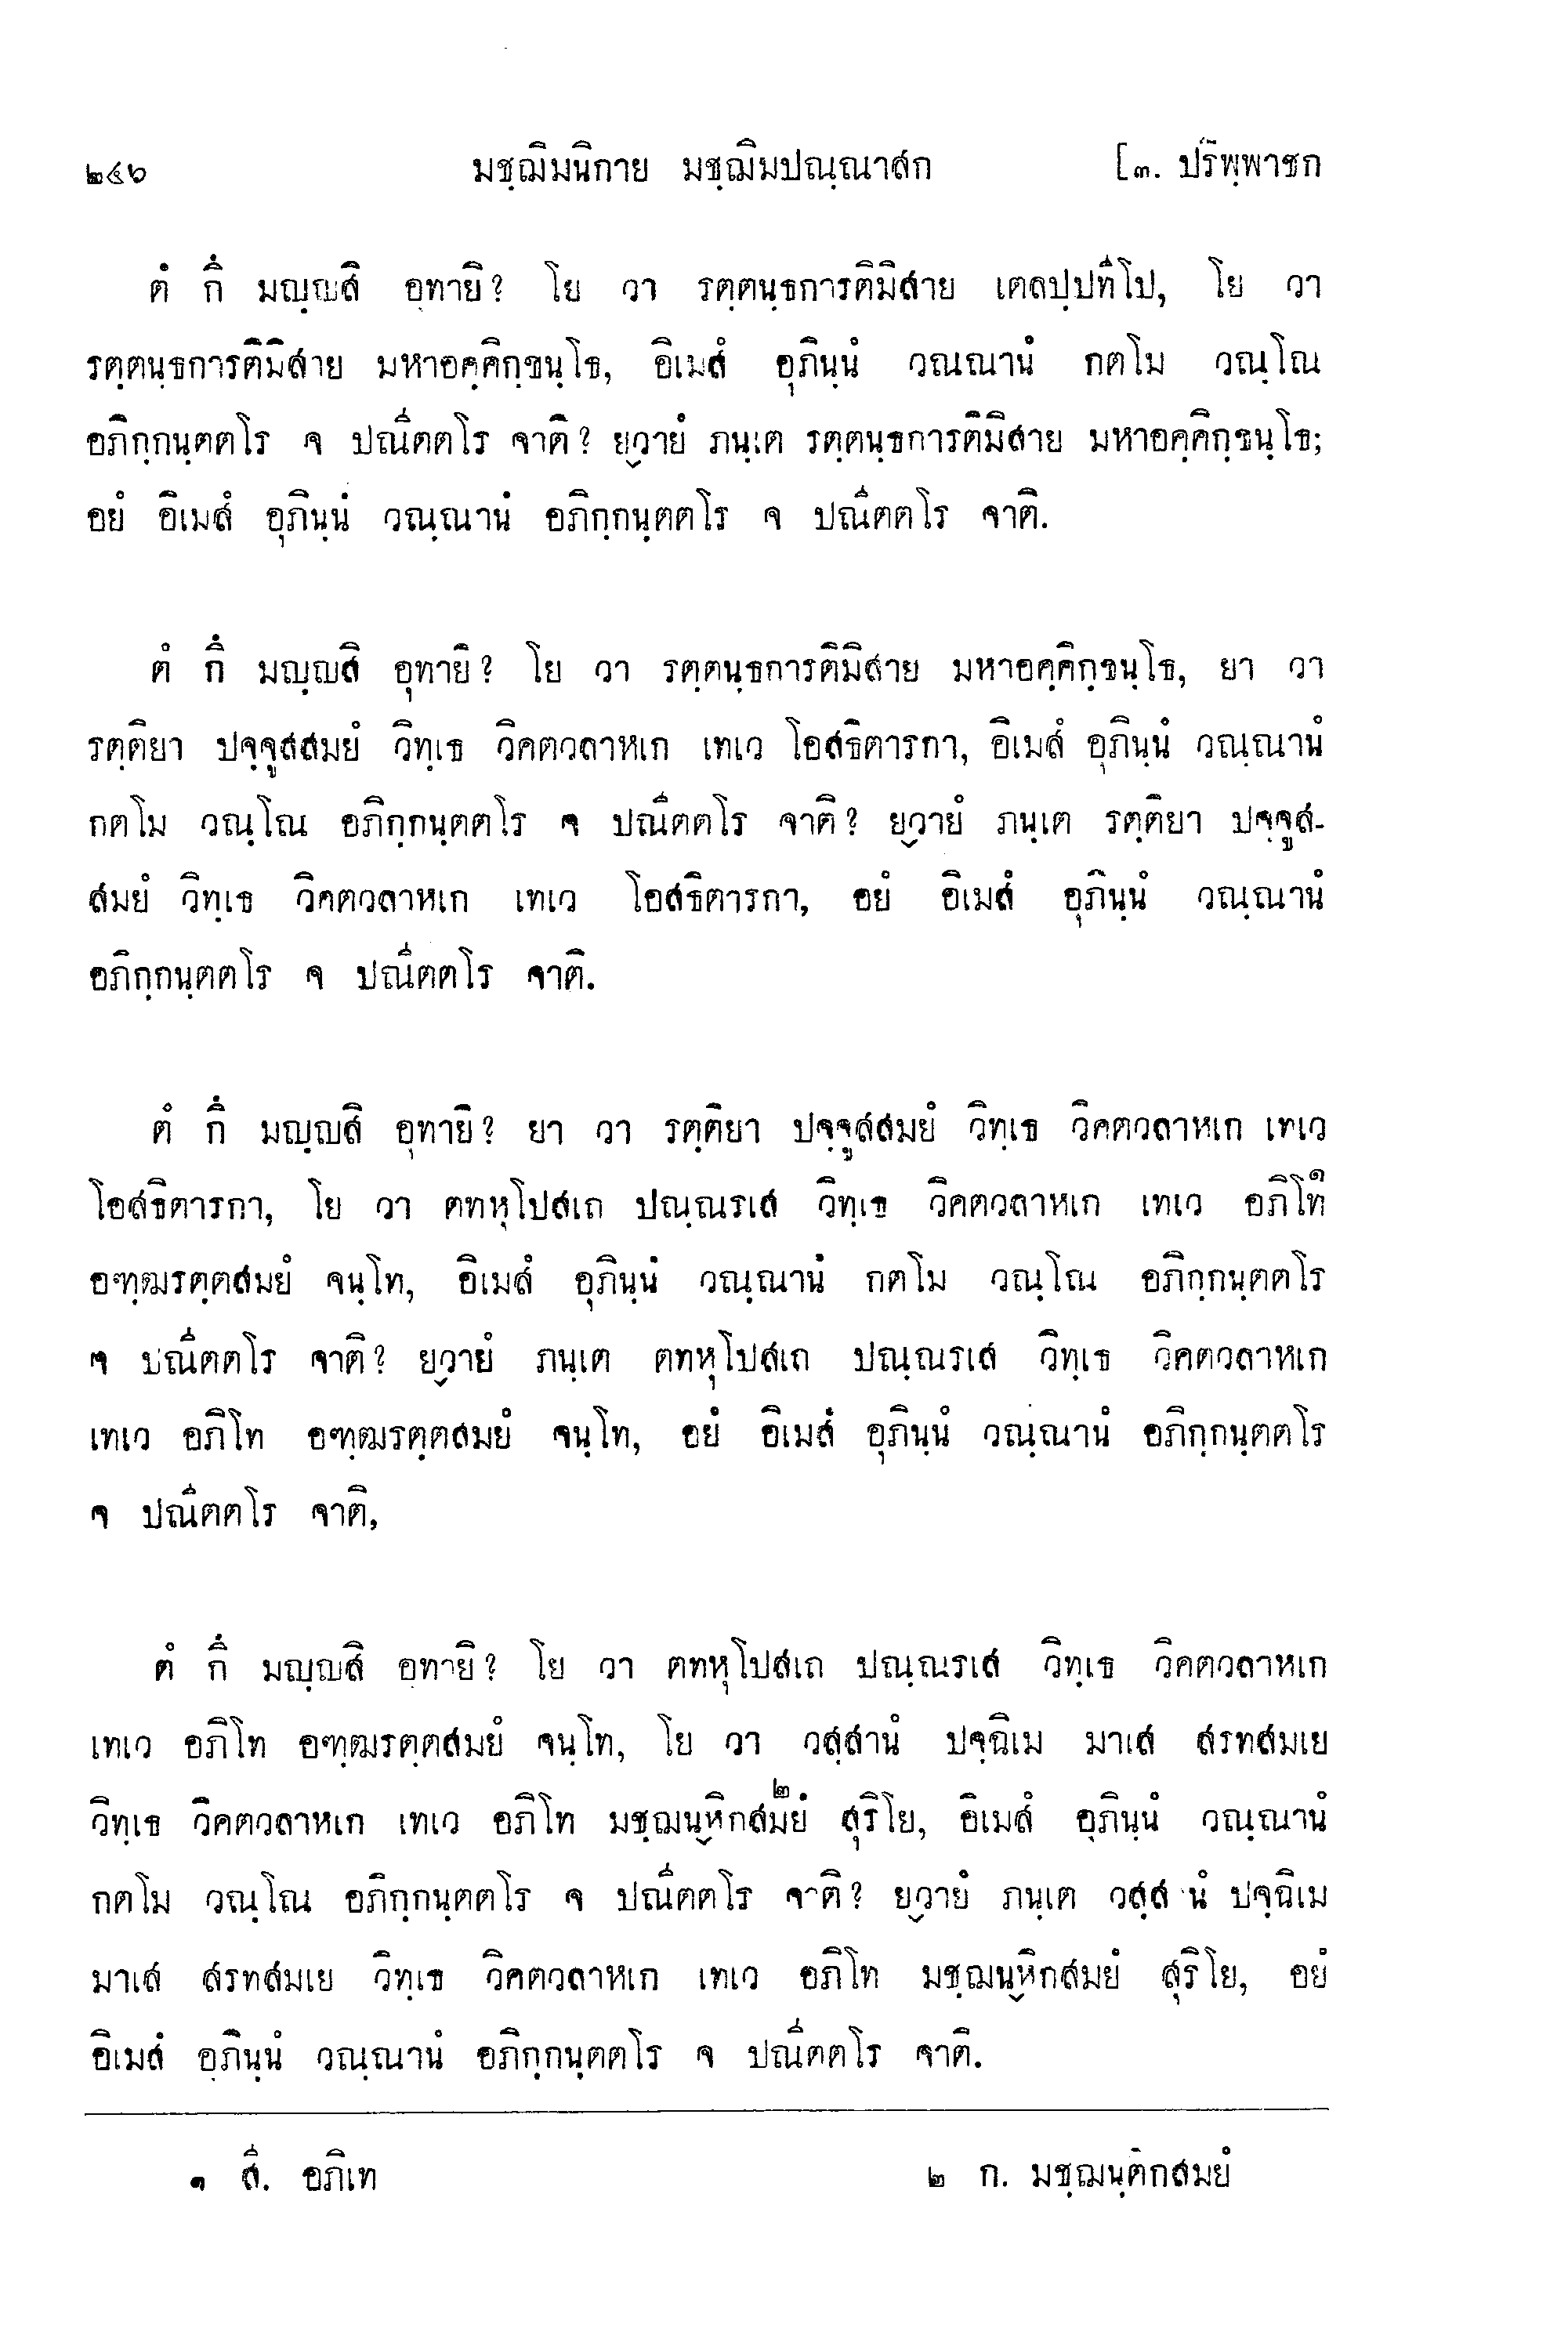 ๒๔๖ มชฺฌิมนิกาย มชฺฌิมปณฺณาสก [๓. ปริพฺพาชก
ตํ กึ มญฺญสิ อุทายิ? โย วา รตฺตนฺธการติมิสาย เตลปฺปทีโป, โย วา
รตฺตนฺธการติมิสาย มหาอคฺคิกฺขนฺโธ, อิเมสํ อุภินฺนํ วณณานํ กตโม วณฺโณ
อภิกฺกนฺตตโร จ ปณีตตโร จาติ? ยฺวายํ ภนฺเต รตฺตนฺธการติมิสาย มหาอคฺคิกฺขนฺโธ;
อยํ อิเมสํ อุภินฺนํ วณฺณานํ อภิกฺกนฺตตโร จ ปณีตตโร จาติ.
ตํ กึ มญฺญสิ อุทายิ? โย วา รตฺตนฺธการติมิสาย มหาอคฺคิกฺขนฺโธ, ยา วา
รตฺติยา ปจฺจูสสมยํ วิทฺเธ วิคตวลาหเก เทเว โอสธิตารกา, อิเมสํ อุภินฺนํ วณฺณานํ
กตโม วณฺโณ อภิกฺกนฺตตโร จ ปณีตตโร จาติ? ยฺวายํ ภนฺเต รตฺติยา ปจฺจูส-
สมยํ วิทฺเธ วิคตวลาหเก เทเว โอสธิตารกา, อยํ อิเมสํ อุภินฺนํ วณฺณานํ
อภิกฺกนฺตตโร จ ปณีตตโร จาติ.
ตํ กึ มญฺญสิ อุทายิ? ยา วา รตฺติยา ปจฺจูสสมยํ วิทฺเธ วิคตวลาหเก เทเว
โอสธิตารกา, โย วา ตทหุโปสเถ ปณฺณรเส วิทฺเธ วิคตวลาหเก เทเว อภิโท๑
อฑฺฒรตฺตสมยํ จนฺโท, อิเมสํ อุภินฺนํ วณฺณานํ กตโม วณฺโณ อภิกฺกนฺตตโร
จ ปณีตตโร จาติ? ยฺวายํ ภนฺเต ตทหุโปสเถ ปณฺณรเส วิทฺเธ วิคตวลาหเก
เทเว อภิโท อฑฺฒรตฺตสมยํ จนฺโท, อยํ อิเมสํ อุภินฺนํ วณฺณานํ อภิกฺกนฺตตโร
จ ปณีตตโร จาติ,
ตํ กึ มญฺญสิ อุทายิ? โย วา ตทหุโปสเถ ปณฺณรเส วิทฺเธ วิคตวลาหเก
เทเว อภิโท อฑฺฒรตฺตสมยํ จนฺโท, โย วา วสฺสานํ ปจฺฉิเม มาเส สรทสมเย
วิทฺเธ วิคตวลาหเก เทเว อภิโท มชฺฌนฺหิกสมยํ๒ สุริโย, อิเมสํ อุภินฺนํ วณฺณานํ
กตโม วณฺโณ อภิกฺกนฺตตโร จ ปณีตตโร จาติ? ยฺวายํ ภนฺเต วสฺสานํ ปจฺฉิเม
มาเส สรทสมเย วิทฺเธ วิคตวลาหเก เทเว อภิโท มชฺฌนฺหิกสมยํ สุริโย, อยํ
อิเมสํ อุภินฺนํ วณฺณานํ อภิกฺกนฺตตโร จ ปณีตตโร จาติ.
๑ สี. อภิเท ๒ ก. มชฺฌนฺติกสมยํ